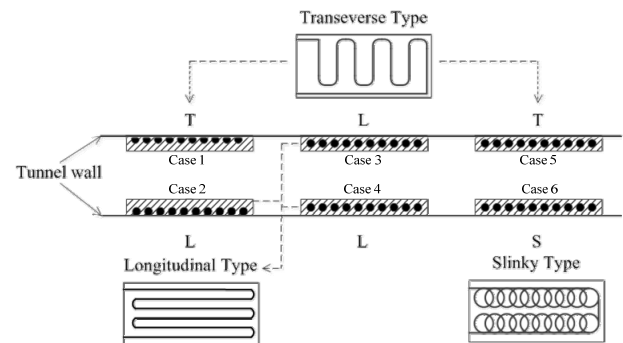 Transeverse Type
T L T
Case 1 Case 3 Case 5
Tunnel wall
Case 2 Case 4 Case 6
L L S
Longitudinal Type Slinky Type